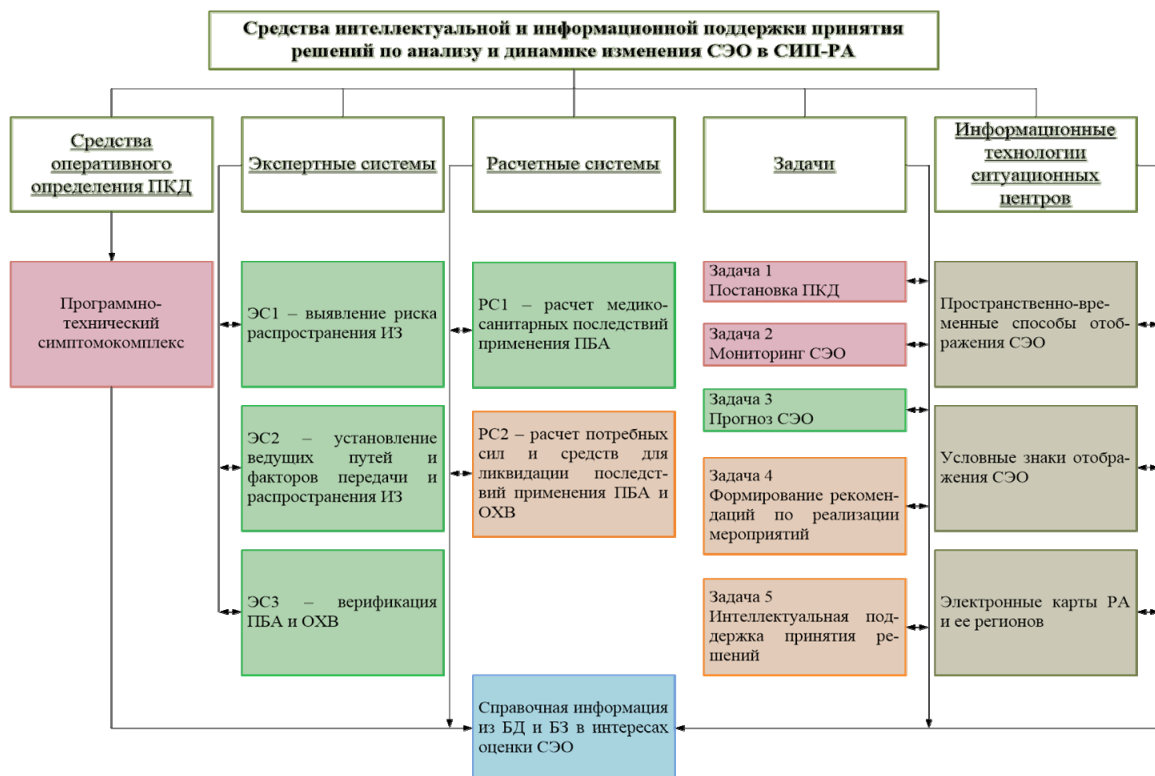 Средства интеллектуальной и информационной поддержки принятия
решений по анализу и динамике изменения СЭО в СИП-РА
Средства
оперативного
определения ПКД
Экспертные системы
Расчетные системы
Задачи
Информационные
технологии
ситуационных
центров
Программно-
технический
симптомокомплекс
ЭС1 – выявление риска
распространения ИЗ
ЭС2 – установление
ведущих путей и
факторов передачи и
распространения ИЗ
ЭС3 – верификация
ПБА и ОХВ
РС1 – расчет медико-
санитарных последствий
применения ПБА
РС2 – расчет потребных
сил и средств для
ликвидации последст-
вий применения ПБА и
ОХВ
Задача 1
Постановка ПКД
Задача 2
Мониторинг СЭО
Задача 3
Прогноз СЭО
Задача 4
Формирование рекомен-
даций по реализации
мероприятий
Задача 5
Интеллектуальная под-
держка принятия ре-
шений
Пространственно-вре-
менные способы отоб-
ражения СЭО
Условные знаки отобра-
жения СЭО
Электронные карты РА
и ее регионов
Справочная информация
из БД и БЗ в интересах
оценки СЭО